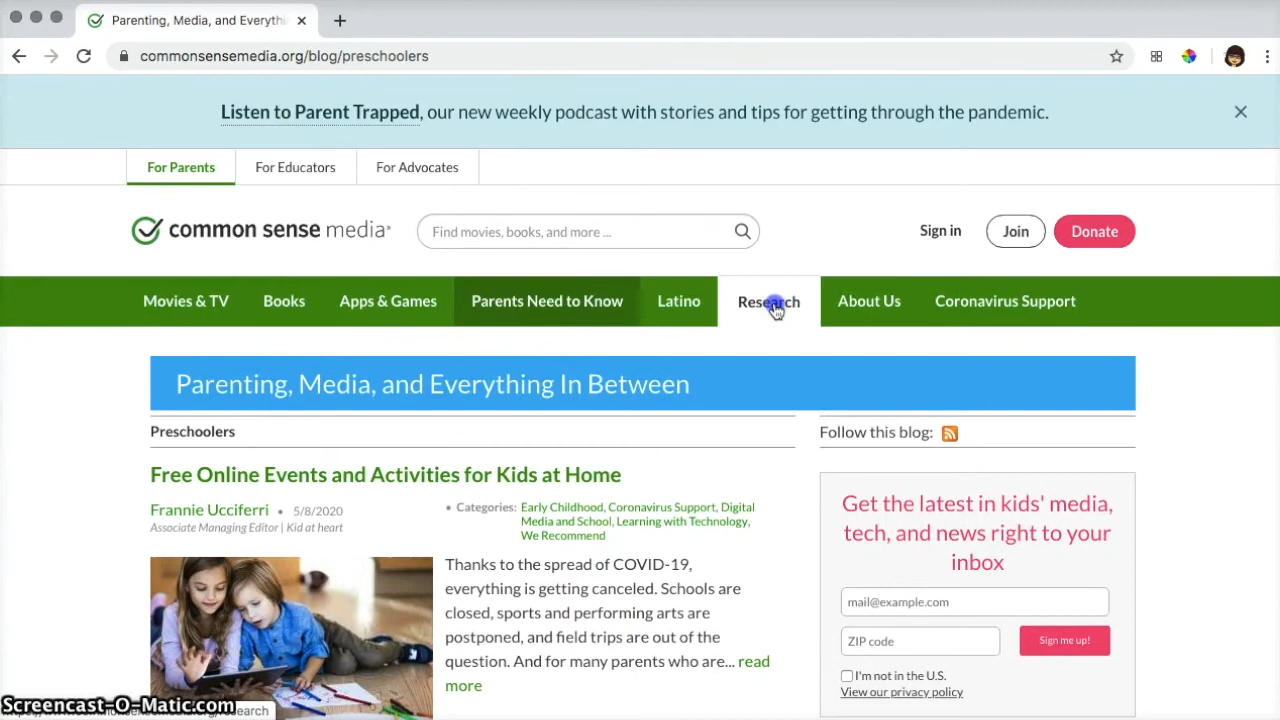 Parenting, Media, and Everythi
commonsensemedia.org/blog/preschoolers
Listen to Parent Trapped, our new weekly podcast with stories and tips for getting through the pandemic.
For Parents
For Educators
For Advocates
common sense media
Find movies, books, and more ...
Sign in
Join
Donate
Movies & TV
Books
Apps & Games
Parents Need to Know
Latino
Research
About Us
Coronavirus Support
Parenting, Media, and Everything In Between
Preschoolers
Free Online Events and Activities for Kids at Home
Frannie Ucciferri • 5/8/2020
Associate Managing Editor | Kid at heart
• Categories: Early Childhood, Coronavirus Support, Digital
Media and School, Learning with Technology,
We Recommend
Thanks to the spread of COVID-19,
everything is getting canceled. Schools are
closed, sports and performing arts are
postponed, and field trips are out of the
question. And for many parents who are... read
more
Follow this blog:
Get the latest in kids' media,
tech, and news right to your
inbox
mail@example.com
ZIP code
Sign me up!
I'm not in the U.S.
View our privacy policy
Screencast-O-Matic.com